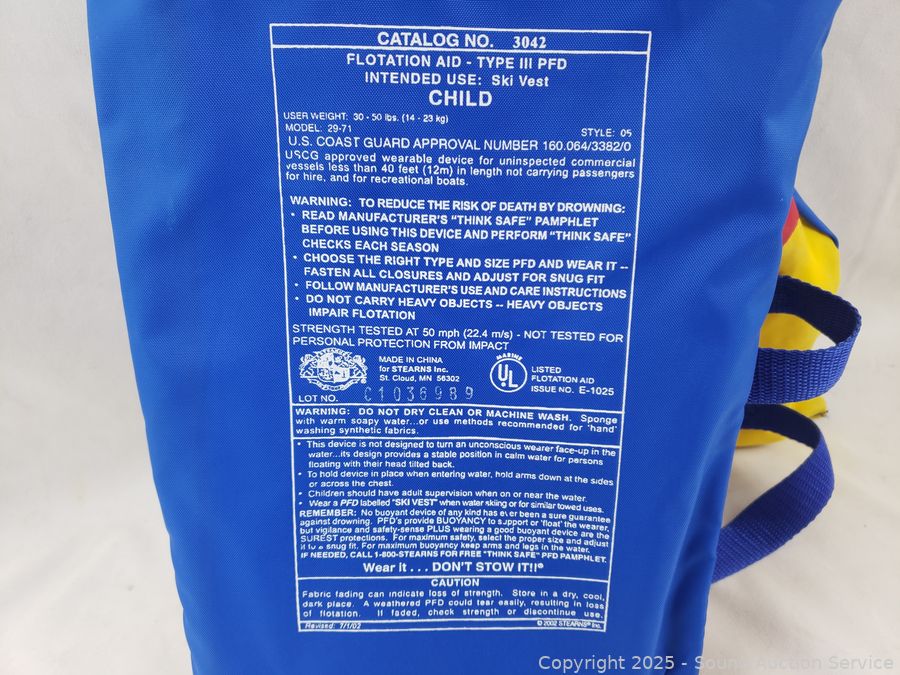 CATALOG NO. 3042
FLOTATION AID - TYPE III PFD
INTENDED USE: Ski Vest
CHILD
USER WEIGHT: 30 - 50 lbs. (14 - 23 kg)
MODEL: 29-71 STYLE: 05
U.S. COAST GUARD APPROVAL NUMBER 160.064/3382/0
USCG approved wearable device for uninspected commercial
vessels less than 40 feet (12m) in length not carrying passengers
for hire, and for recreational boats.
WARNING: TO REDUCE THE RISK OF DEATH BY DROWNING:
• READ MANUFACTURER'S "THINK SAFE" PAMPHLET
BEFORE USING THIS DEVICE AND PERFORM "THINK SAFE"
CHECKS EACH SEASON
• CHOOSE THE RIGHT TYPE AND SIZE PFD AND WEAR IT --
FASTEN ALL CLOSURES AND ADJUST FOR SNUG FIT
• FOLLOW MANUFACTURER'S USE AND CARE INSTRUCTIONS
• DO NOT CARRY HEAVY OBJECTS -- HEAVY OBJECTS
IMPAIR FLOTATION
STRENGTH TESTED AT 50 mph (22.4 m/s) - NOT TESTED FOR
PERSONAL PROTECTION FROM IMPACT
STEARNS
MADE IN CHINA
for STEARNS Inc.
St. Cloud, MN 56302
MARINE
UL
LISTED
FLOTATION AID
ISSUE NO. E-1025
LOT NO. C1036989
WARNING: DO NOT DRY CLEAN OR MACHINE WASH. Sponge
with warm soapy water...or use methods recommended for 'hand'
washing synthetic fabrics.
• This device is not designed to turn an unconscious wearer face-up in the
water...its design provides a stable position in calm water for persons
floating with their head tilted back.
• To hold device in place when entering water, hold arms down at the sides
or across the chest.
• Children should have adult supervision when on or near the water.
• Wear a PFD labelled "SKI VEST" when water skiing or for similar towed uses.
REMEMBER: No buoyant device of any kind has ever been a sure guarantee
against drowning. PFD's provide BUOYANCY to support or 'float' the wearer,
but vigilance and safety-sense PLUS wearing a good buoyant device are the
SUREST protections. For maximum safety, select the proper size and adjust
it to a snug fit. For maximum buoyancy keep arms and legs in the water.
IF NEEDED, CALL 1-800-STEARNS FOR FREE "THINK SAFE" PFD PAMPHLET.
Wear it . . . DON'T STOW IT!!®
CAUTION
Fabric fading can indicate loss of strength. Store in a dry, cool,
dark place. A weathered PFD could tear easily, resulting in loss
of flotation. If faded, check strength or discontinue use.
Revised: 7/1/02 © 2002 STEARNS® Inc.
Copyright 2025 - Sound Auction Service